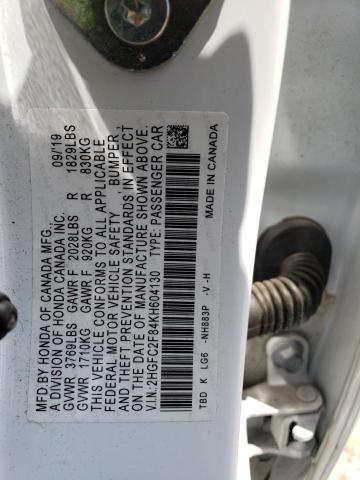 MFD BY HONDA OF CANADA MFG. 09/19
A DIVISION OF HONDA CANADA INC.
GVWR 3769LBS GAWR F 2028LBS R 1829LBS
GVWR 1710KG GAWR F 920KG R 830KG
THIS VEHICLE CONFORMS TO ALL APPLICABLE
FEDERAL MOTOR VEHICLE SAFETY, BUMPER,
AND THEFT PREVENTION STANDARDS IN EFFECT
ON THE DATE OF MANUFACTURE SHOWN ABOVE.
V.I.N.:2HGFC2F84KH604130 TYPE: PASSENGER CAR
MADE IN CANADA
TBD K LG6 -NH883P -V -H